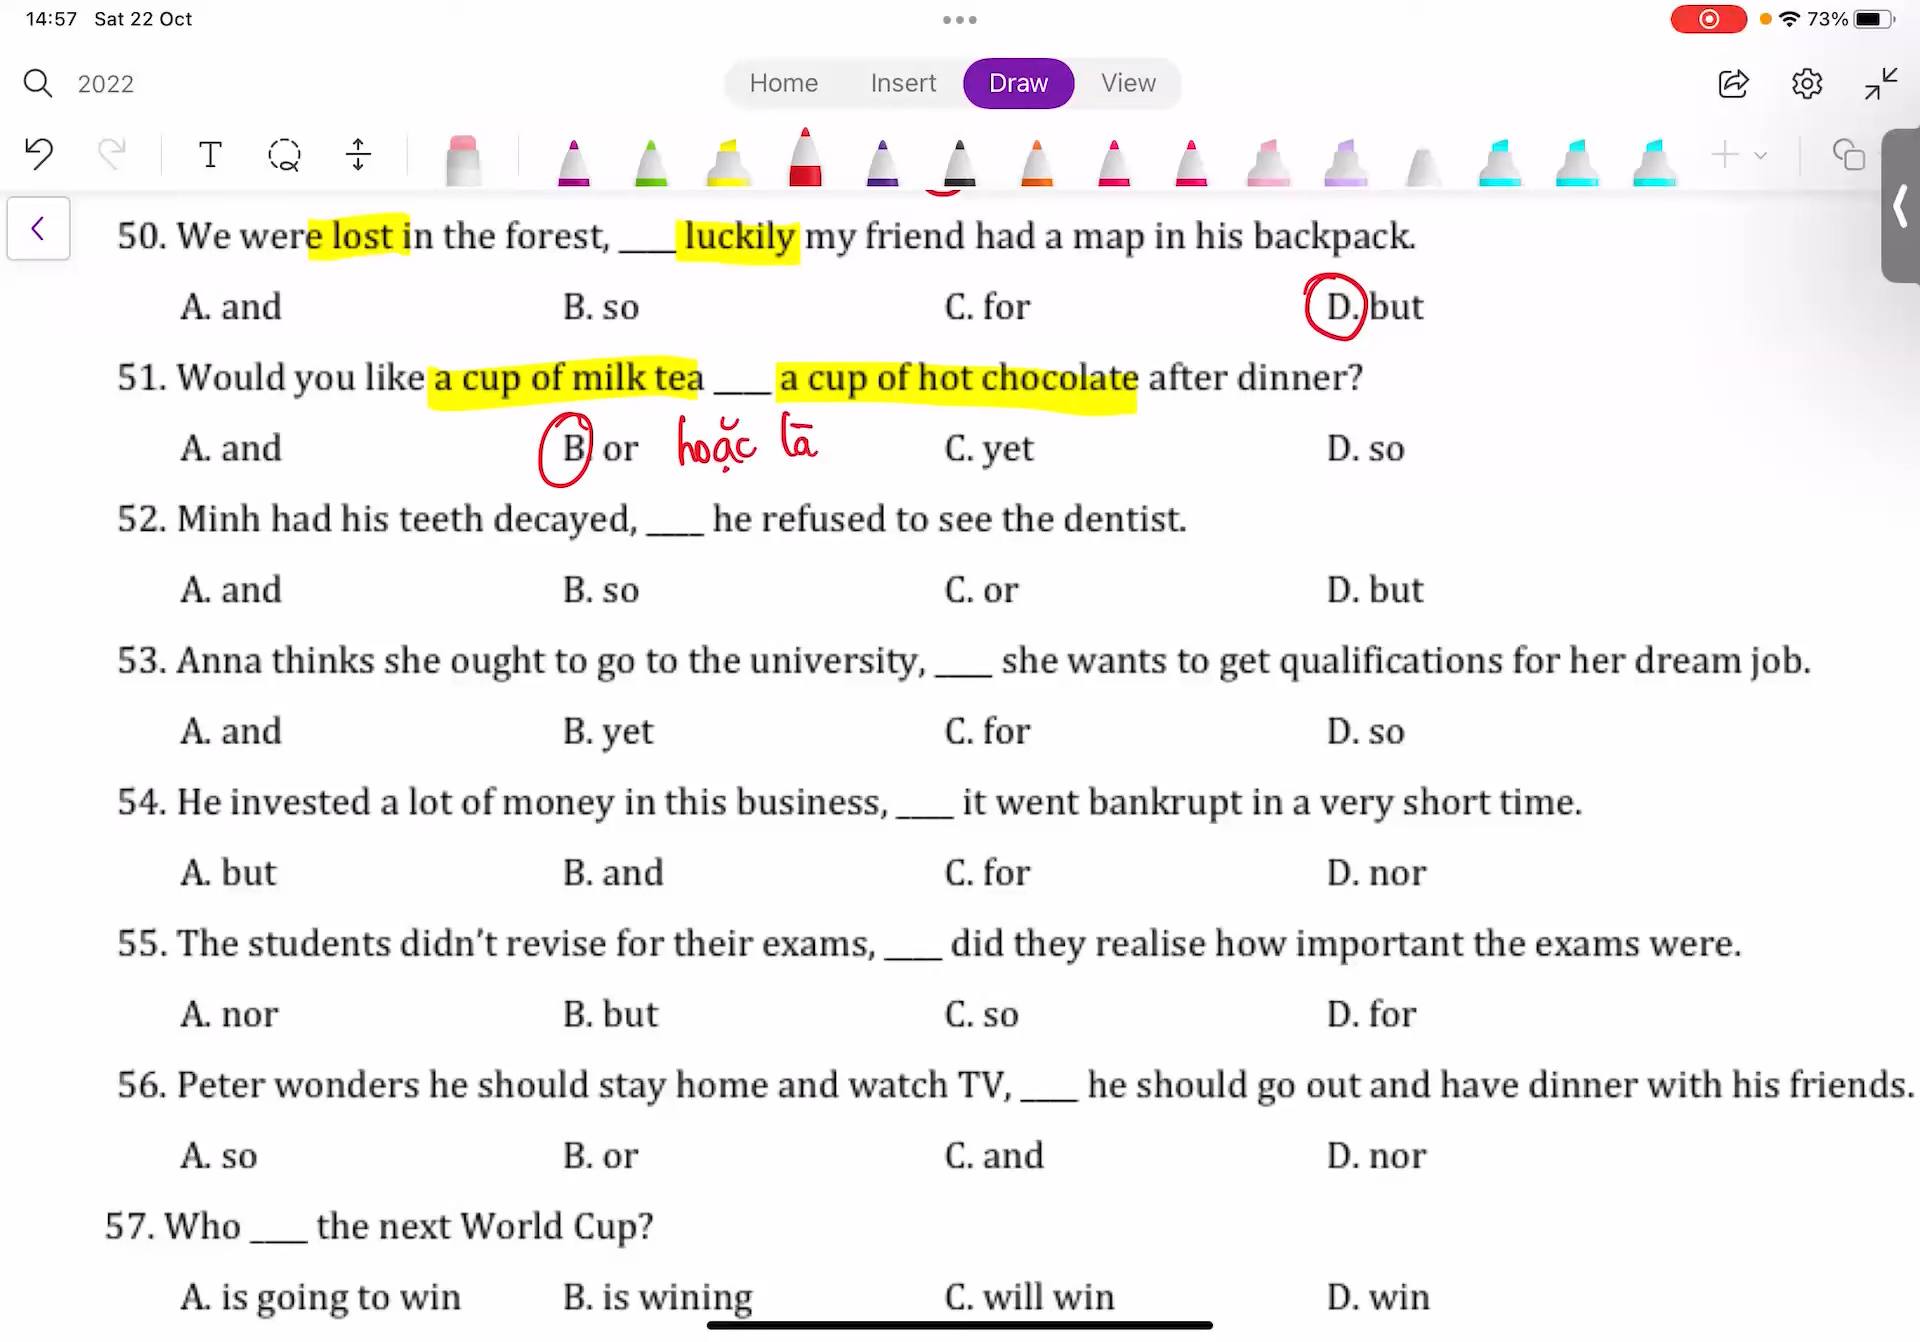 14:57 Sat 22 Oct
73%
2022
Home Insert Draw View
50. We were lost in the forest, ____ luckily my friend had a map in his backpack.
A. and B. so C. for D. but
51. Would you like a cup of milk tea ____ a cup of hot chocolate after dinner?
A. and B. or hoặc là C. yet D. so
52. Minh had his teeth decayed, ____ he refused to see the dentist.
A. and B. so C. or D. but
53. Anna thinks she ought to go to the university, ____ she wants to get qualifications for her dream job.
A. and B. yet C. for D. so
54. He invested a lot of money in this business, ____ it went bankrupt in a very short time.
A. but B. and C. for D. nor
55. The students didn't revise for their exams, ____ did they realise how important the exams were.
A. nor B. but C. so D. for
56. Peter wonders he should stay home and watch TV, ____ he should go out and have dinner with his friends.
A. so B. or C. and D. nor
57. Who ____ the next World Cup?
A. is going to win B. is wining C. will win D. win